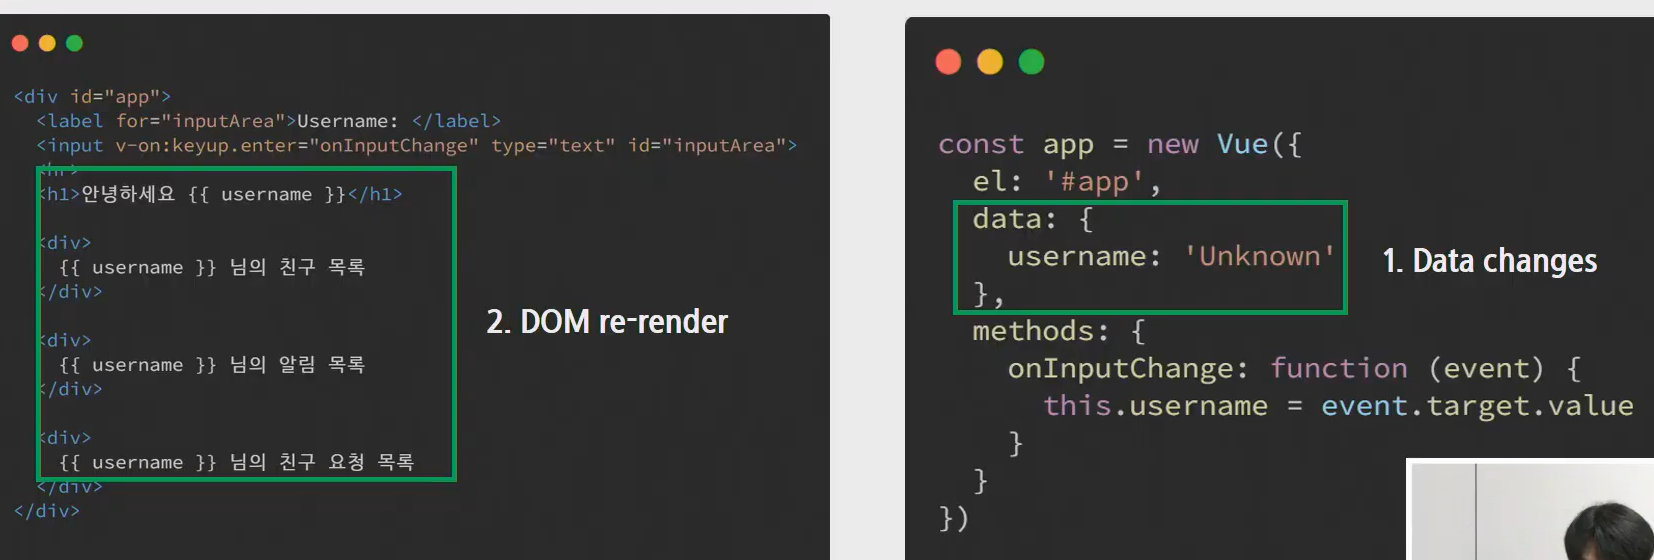 <div id="app">
<label for="inputArea">Username: </label>
<input v-on:keyup.enter="onInputChange" type="text" id="inputArea">
<hr>
<h1>안녕하세요 {{ username }}</h1>
<div>
{{ username }} 님의 친구 목록
</div>
<div>
{{ username }} 님의 알림 목록
</div>
<div>
{{ username }} 님의 친구 요청 목록
</div>
</div>
2. DOM re-render
const app = new Vue({
el: '#app',
data: {
username: 'Unknown'
},
methods: {
onInputChange: function (event) {
this.username = event.target.value
}
}
})
1. Data changes